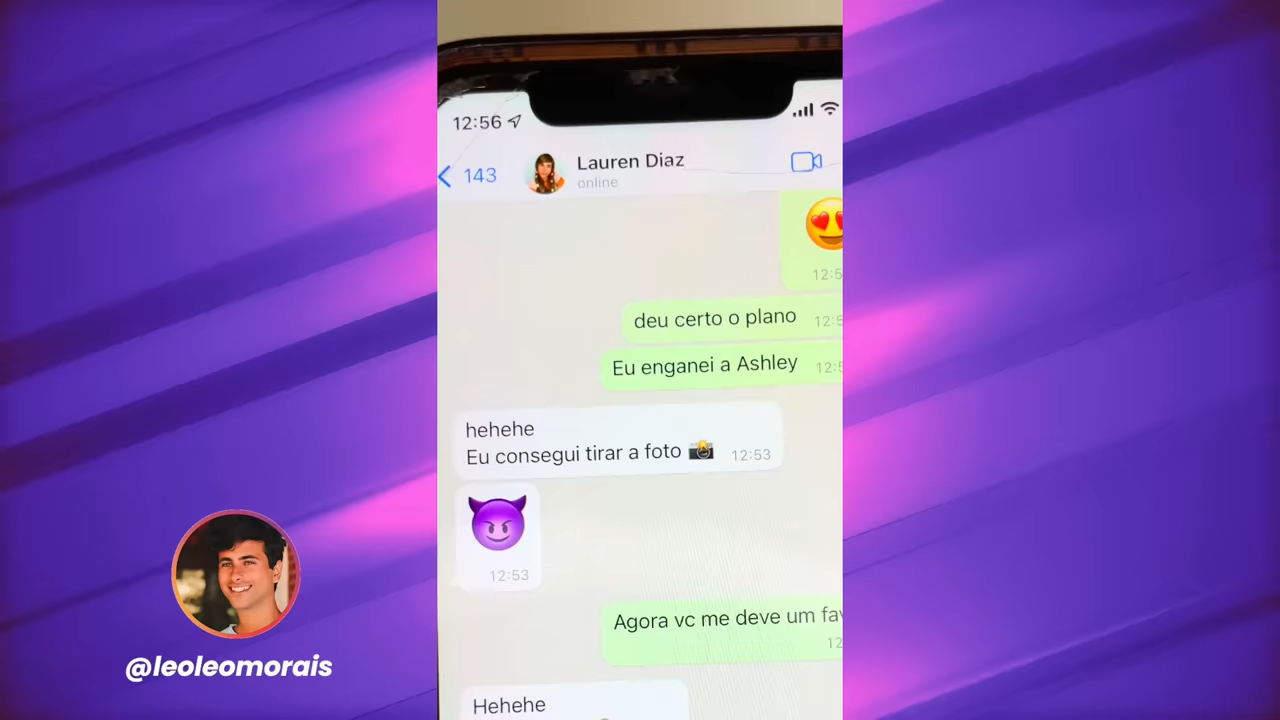 12:56
143
Lauren Diaz
online
12:5
deu certo o plano 12:5
Eu enganei a Ashley 12:5
hehehe
Eu consegui tirar a foto 12:53
12:53
Agora vc me deve um fav
12
Hehehe
@leoleomorais